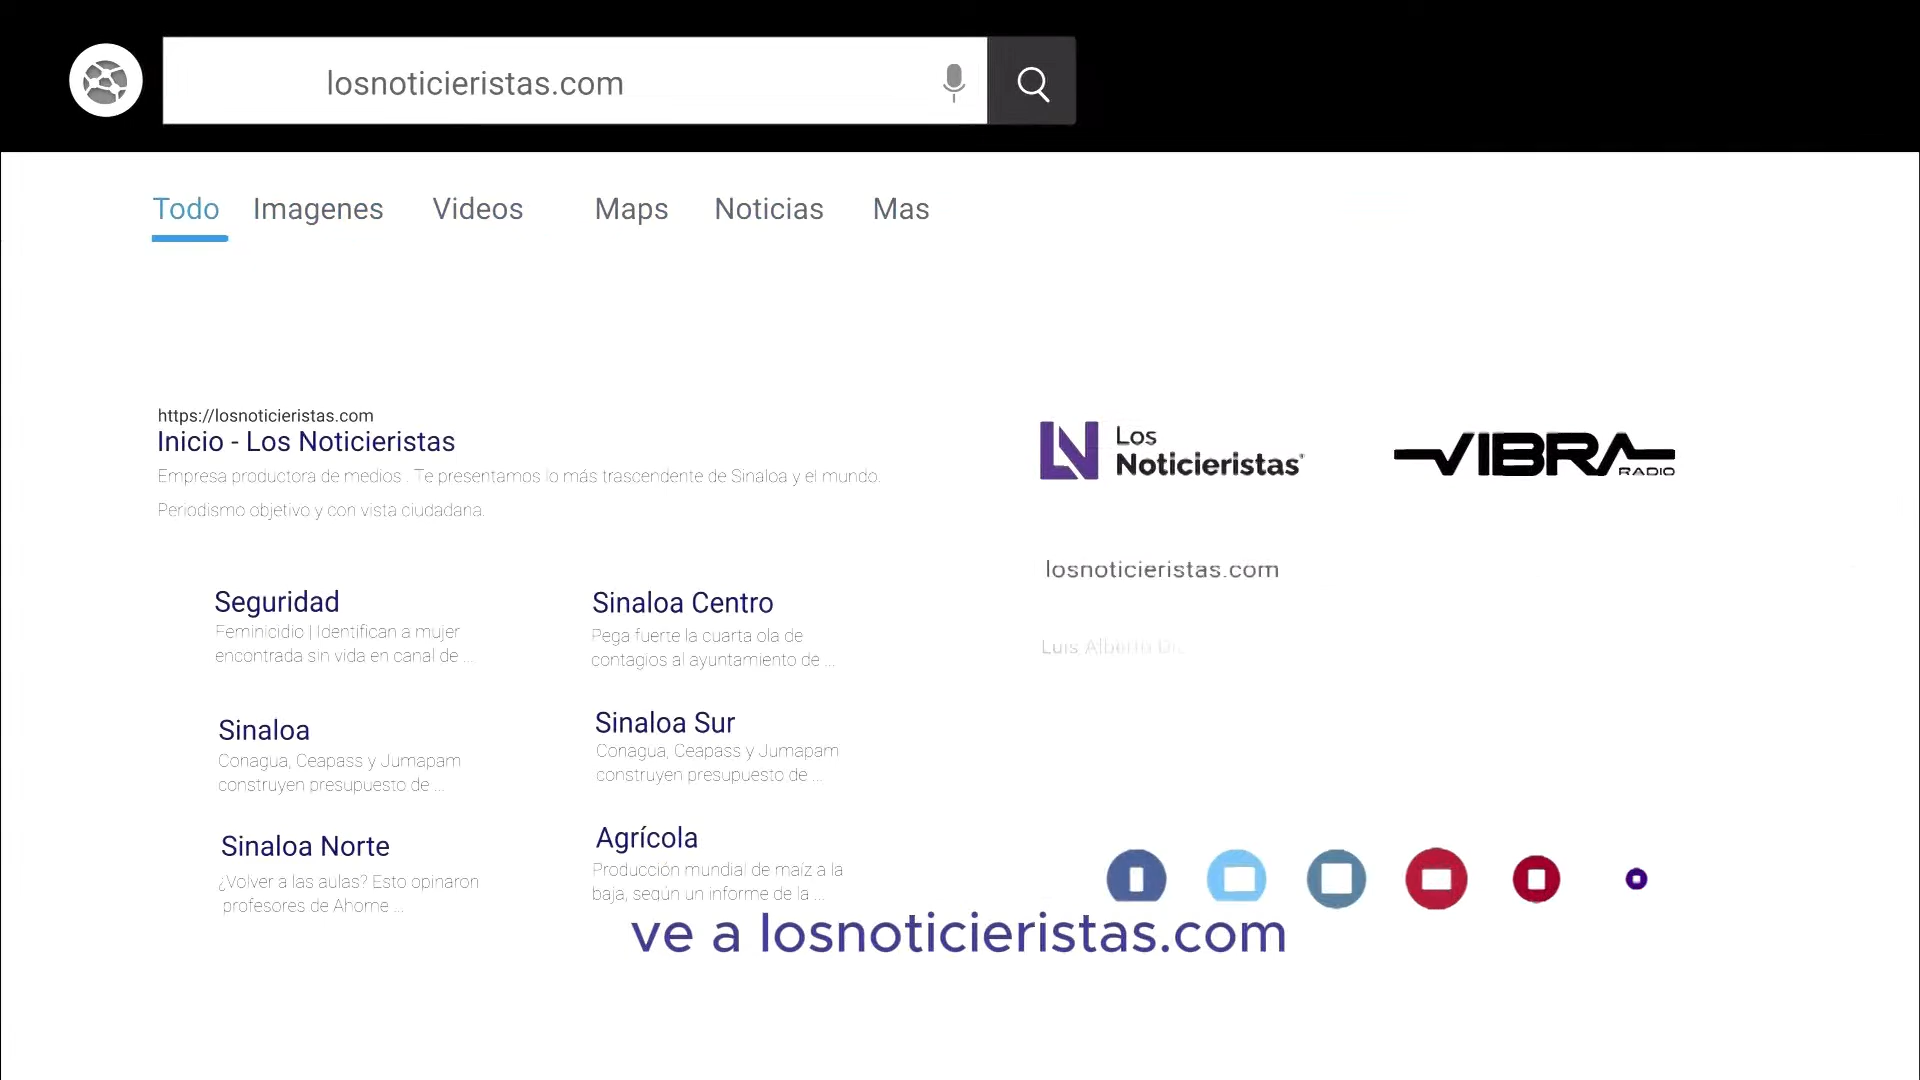 losnoticieristas.com
Todo Imagenes Videos Maps Noticias Mas
https://losnoticieristas.com
Inicio - Los Noticieristas
Empresa productora de medios . Te presentamos lo más trascendente de Sinaloa y el mundo.
Periodismo objetivo y con vista ciudadana.
Seguridad
Feminicidio | Identifican a mujer
encontrada sin vida en canal de ...
Sinaloa Centro
Pega fuerte la cuarta ola de
contagios al ayuntamiento de ...
Sinaloa
Conagua, Ceapass y Jumapam
construyen presupuesto de ...
Sinaloa Sur
Conagua, Ceapass y Jumapam
construyen presupuesto de ...
Sinaloa Norte
¿Volver a las aulas? Esto opinaron
profesores de Ahome ...
Agrícola
Producción mundial de maíz a la
baja, según un informe de la ...
Los
Noticieristas
VIBRA
RADIO
losnoticieristas.com
Luis Alberto
ve a losnoticieristas.com